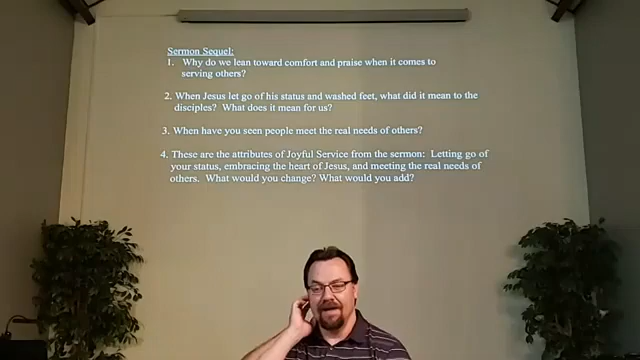 Sermon Sequel:
1. Why do we lean toward comfort and praise when it comes to
serving others?
2. When Jesus let go of his status and washed feet, what did it mean to the
disciples? What does it mean for us?
3. When have you seen people meet the real needs of others?
4. These are the attributes of Joyful Service from the sermon: Letting go of
your status, embracing the heart of Jesus, and meeting the real needs of
others. What would you change? What would you add?